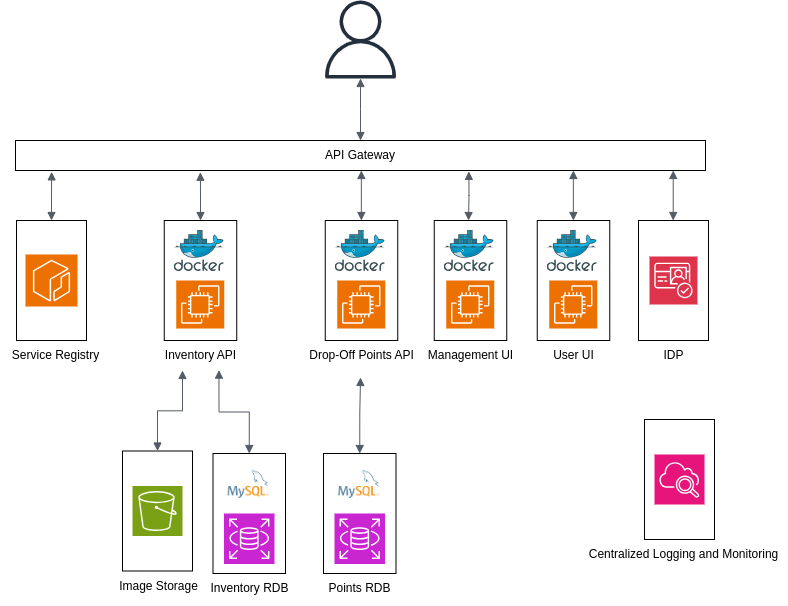 API Gateway
docker
docker
docker
docker
Service Registry
Inventory API
Drop-Off Points API
Management UI
User UI
IDP
MySQL
MySQL
Image Storage
Inventory RDB
Points RDB
Centralized Logging and Monitoring